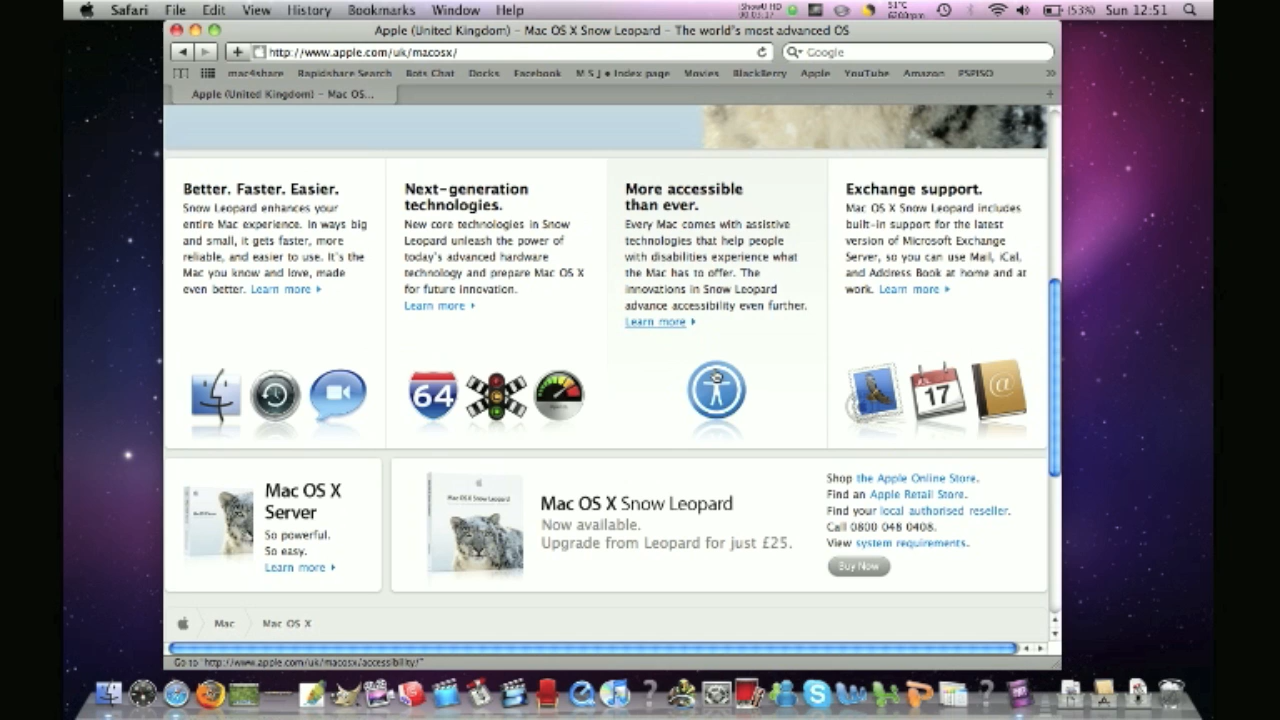 Safari File Edit View History Bookmarks Window Help
(53%) Sun 12:51
Apple (United Kingdom) – Mac OS X Snow Leopard – The world's most advanced OS
http://www.apple.com/uk/macosx/
Google
mac4share Rapidshare Search Bots Chat Docks Facebook M S J • Index page Movies BlackBerry Apple YouTube Amazon PSPISO
Apple (United Kingdom) – Mac OS...
Better. Faster. Easier.
Snow Leopard enhances your
entire Mac experience. In ways big
and small, it gets faster, more
reliable, and easier to use. It's the
Mac you know and love, made
even better. Learn more
Next-generation
technologies.
New core technologies in Snow
Leopard unleash the power of
today's advanced hardware
technology and prepare Mac OS X
for future innovation.
Learn more
More accessible
than ever.
Every Mac comes with assistive
technologies that help people
with disabilities experience what
the Mac has to offer. The
innovations in Snow Leopard
advance accessibility even further.
Learn more
Exchange support.
Mac OS X Snow Leopard includes
built-in support for the latest
version of Microsoft Exchange
Server, so you can use Mail, iCal,
and Address Book at home and at
work. Learn more
64
JUL
17
@
Mac OS X
Server
So powerful.
So easy.
Learn more
Mac OS X Snow Leopard
Mac OS X Snow Leopard
Now available.
Upgrade from Leopard for just £25.
Shop the Apple Online Store.
Find an Apple Retail Store.
Find your local authorised reseller.
Call 0800 048 0408.
View system requirements.
Buy Now
Mac Mac OS X
Go to "http://www.apple.com/uk/macosx/accessibility/"